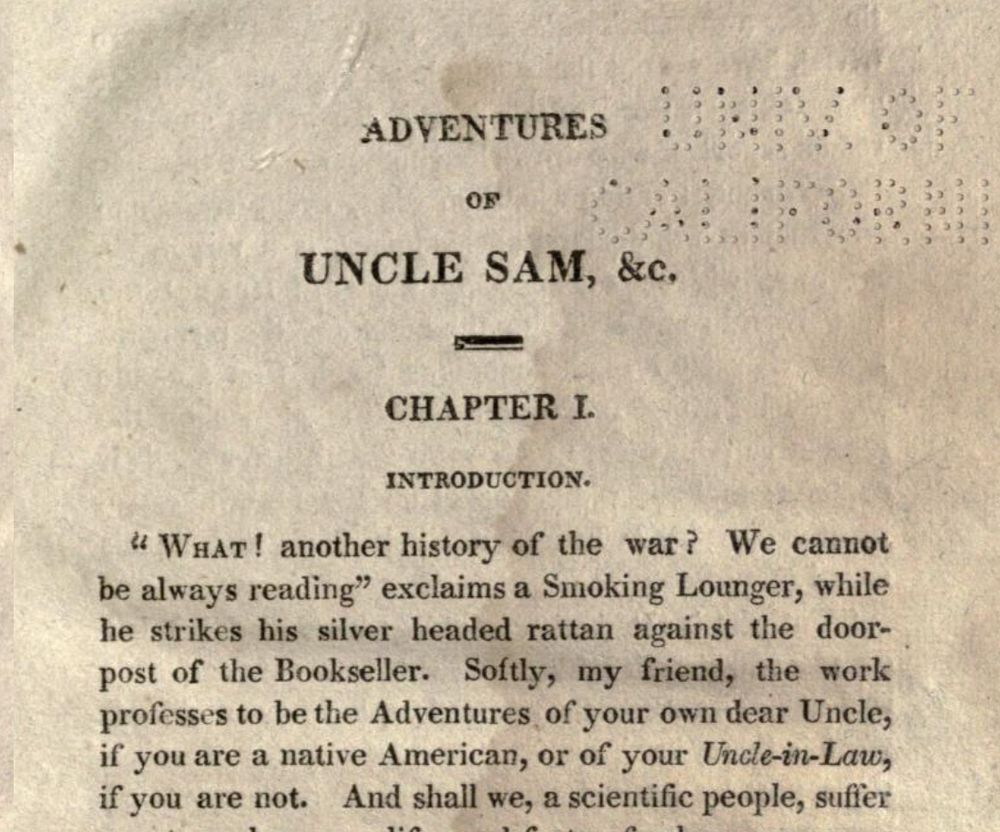 UNIV. OF
CALIFORNI
ADVENTURES
OF
UNCLE SAM, &c.
CHAPTER I.
INTRODUCTION.
“ WHAT! another history of the war? We cannot
be always reading” exclaims a Smoking Lounger, while
he strikes his silver headed rattan against the door-
post of the Bookseller. Softly, my friend, the work
professes to be the Adventures of your own dear Uncle,
if you are a native American, or of your Uncle-in-Law,
if you are not. And shall we, a scientific people, suffer